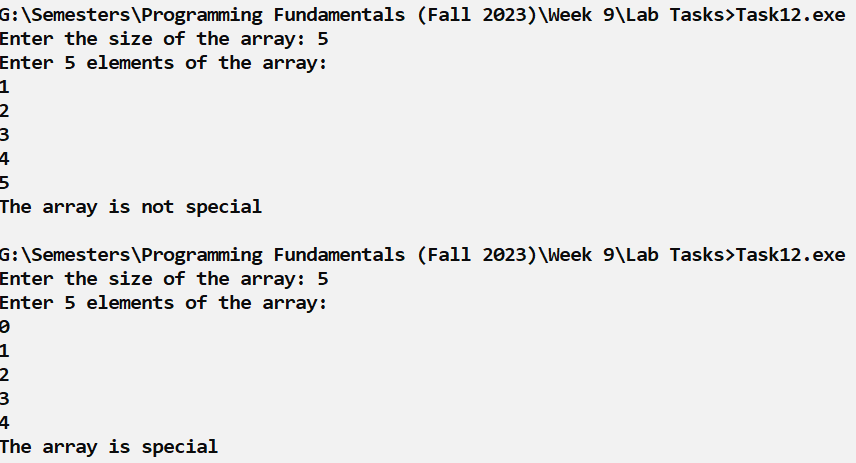 G:\Semesters\Programming Fundamentals (Fall 2023)\Week 9\Lab Tasks>Task12.exe
Enter the size of the array: 5
Enter 5 elements of the array:
1
2
3
4
5
The array is not special
G:\Semesters\Programming Fundamentals (Fall 2023)\Week 9\Lab Tasks>Task12.exe
Enter the size of the array: 5
Enter 5 elements of the array:
0
1
2
3
4
The array is special